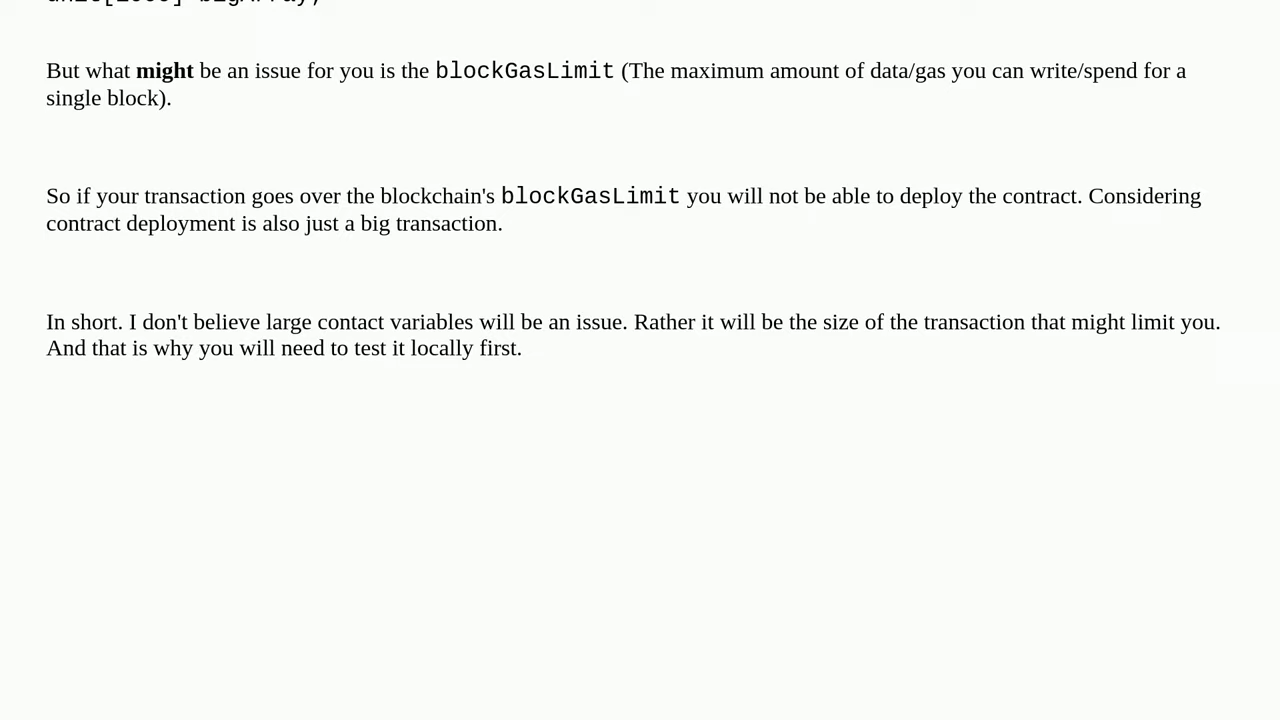 But what might be an issue for you is the blockGasLimit (The maximum amount of data/gas you can write/spend for a
single block).
So if your transaction goes over the blockchain's blockGasLimit you will not be able to deploy the contract. Considering
contract deployment is also just a big transaction.
In short. I don't believe large contact variables will be an issue. Rather it will be the size of the transaction that might limit you.
And that is why you will need to test it locally first.